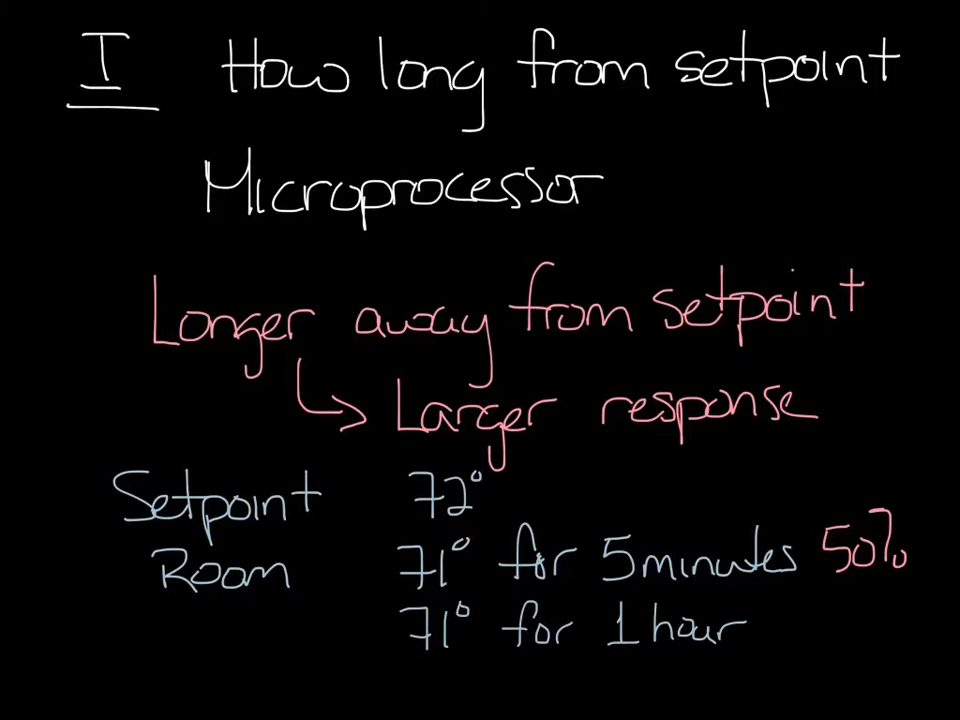 I How long from setpoint
Microprocessor
Longer away from setpoint
Larger response
Setpoint 72°
Room 71° for 5 minutes 50%
71° for 1 hour